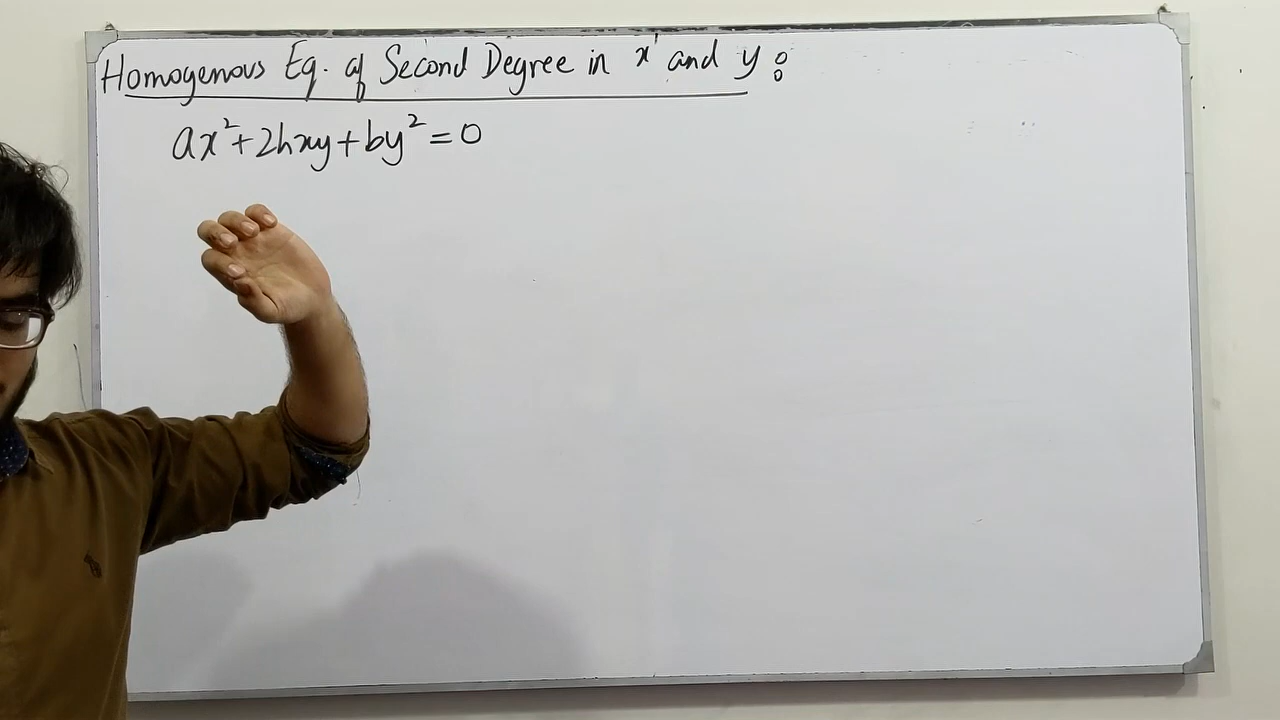 Homogenous Eq. of Second Degree in x and y :
ax²+2hxy+by²=0